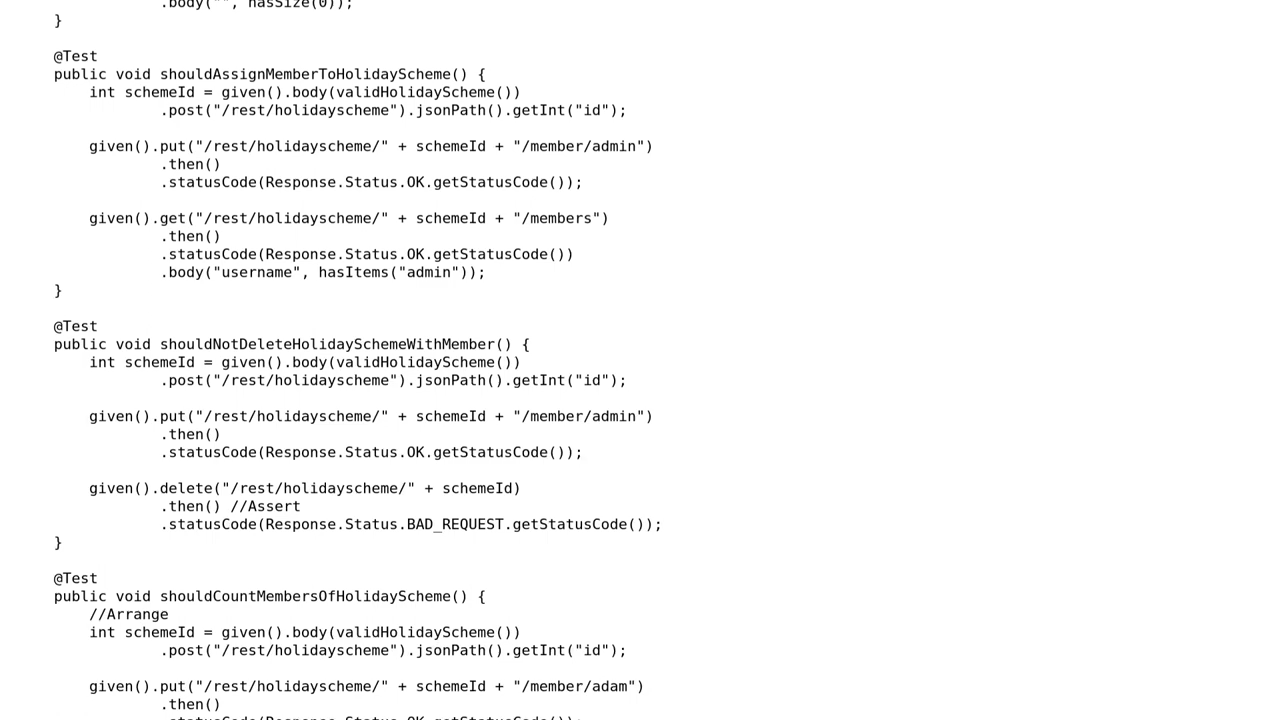 .body("", hasSize(0));
}
@Test
public void shouldAssignMemberToHolidayScheme() {
int schemeId = given().body(validHolidayScheme())
.post("/rest/holidayscheme").jsonPath().getInt("id");
given().put("/rest/holidayscheme/" + schemeId + "/member/admin")
.then()
.statusCode(Response.Status.OK.getStatusCode());
given().get("/rest/holidayscheme/" + schemeId + "/members")
.then()
.statusCode(Response.Status.OK.getStatusCode())
.body("username", hasItems("admin"));
}
@Test
public void shouldNotDeleteHolidaySchemeWithMember() {
int schemeId = given().body(validHolidayScheme())
.post("/rest/holidayscheme").jsonPath().getInt("id");
given().put("/rest/holidayscheme/" + schemeId + "/member/admin")
.then()
.statusCode(Response.Status.OK.getStatusCode());
given().delete("/rest/holidayscheme/" + schemeId)
.then() //Assert
.statusCode(Response.Status.BAD_REQUEST.getStatusCode());
}
@Test
public void shouldCountMembersOfHolidayScheme() {
//Arrange
int schemeId = given().body(validHolidayScheme())
.post("/rest/holidayscheme").jsonPath().getInt("id");
given().put("/rest/holidayscheme/" + schemeId + "/member/adam")
.then()